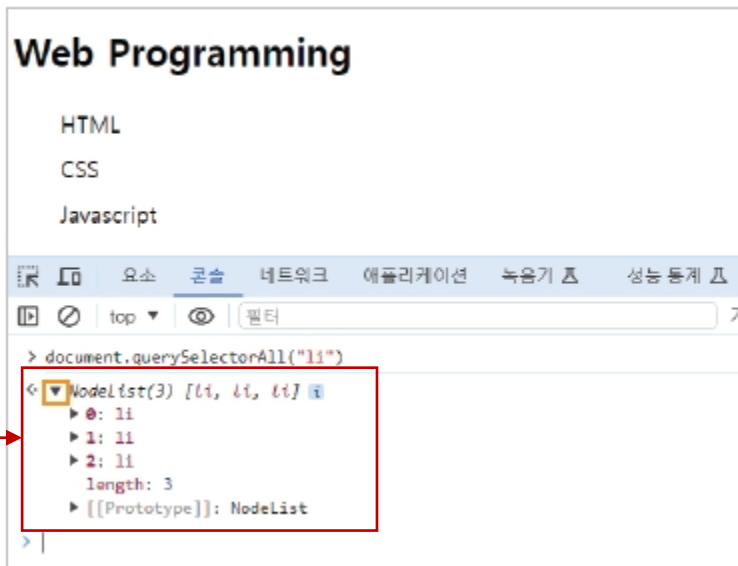 Web Programming
HTML
CSS
Javascript
요소 콘솔 네트워크 애플리케이션 녹음기 성능 통계
top ▼ 필터
> document.querySelectorAll("li")
▼ NodeList(3) [li, li, li] i
▶ 0: li
▶ 1: li
▶ 2: li
length: 3
▶ [[Prototype]]: NodeList
>